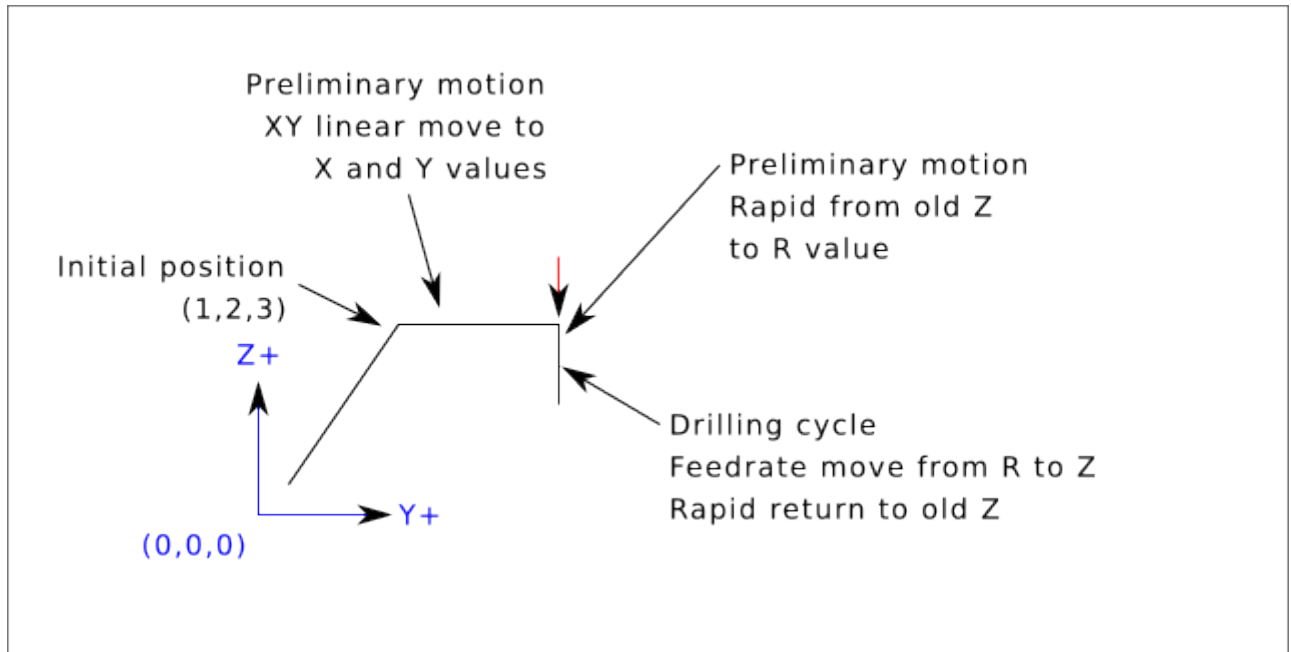 Preliminary motion
XY linear move to
X and Y values
Preliminary motion
Rapid from old Z
to R value
Initial position
(1,2,3)
Z+
Drilling cycle
Feedrate move from R to Z
Rapid return to old Z
Y+
(0,0,0)